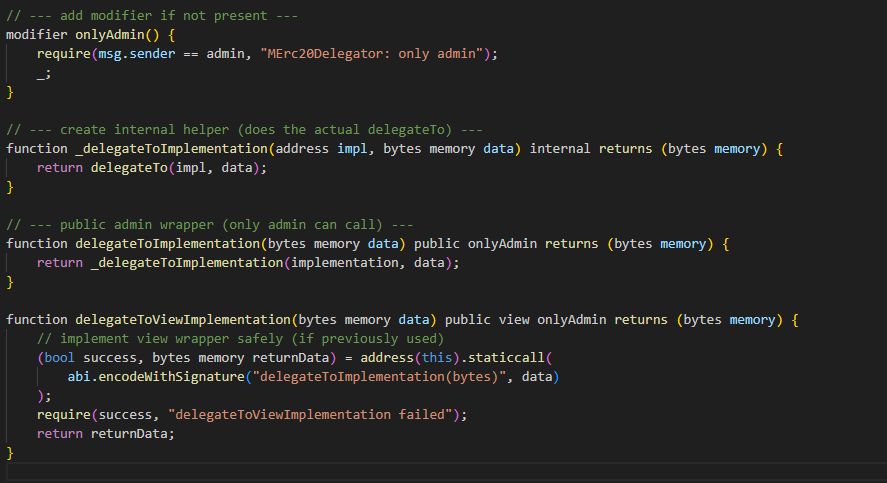 // --- add modifier if not present ---
modifier onlyAdmin() {
    require(msg.sender == admin, "MErc20Delegator: only admin");
    _;
}

// --- create internal helper (does the actual delegateTo) ---
function _delegateToImplementation(address impl, bytes memory data) internal returns (bytes memory) {
    return delegateTo(impl, data);
}

// --- public admin wrapper (only admin can call) ---
function delegateToImplementation(bytes memory data) public onlyAdmin returns (bytes memory) {
    return _delegateToImplementation(implementation, data);
}

function delegateToViewImplementation(bytes memory data) public view onlyAdmin returns (bytes memory) {
    // implement view wrapper safely (if previously used)
    (bool success, bytes memory returnData) = address(this).staticcall(
        abi.encodeWithSignature("delegateToImplementation(bytes)", data)
    );
    require(success, "delegateToViewImplementation failed");
    return returnData;
}